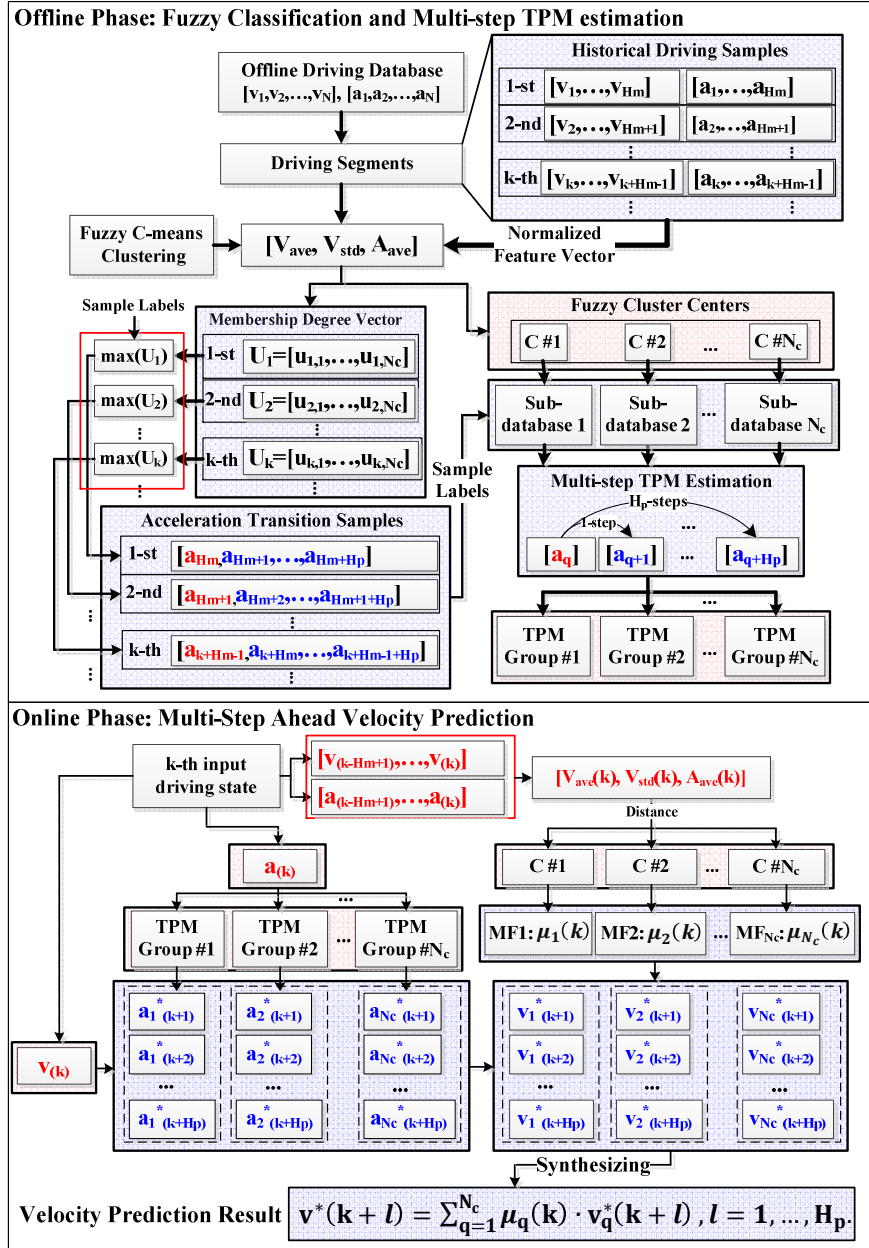 Offline Phase: Fuzzy Classification and Multi-step TPM estimation
Offline Driving Database
[v1,v2,…,vN], [a1,a2,…,aN]
Driving Segments
Historical Driving Samples
1-st [v1,…,vHm] [a1,…,aHm]
2-nd [v2,…,vHm+1] [a2,…,aHm+1]
⋮ ⋮
k-th [vk,…,vk+Hm-1] [ak,…,ak+Hm-1]
⋮ ⋮
Fuzzy C-means
Clustering
[Vave, Vstd, Aave]
Normalized
Feature Vector
Sample Labels
max(U1)
max(U2)
⋮
max(Uk)
⋮
Membership Degree Vector
1-st U1=[u1,1,…,u1,Nc]
2-nd U2=[u2,1,…,u2,Nc]
⋮
k-th Uk=[uk,1,…,uk,Nc]
⋮
Fuzzy Cluster Centers
C #1 C #2 ... C #Nc
Sub-
database 1
Sub-
database 2
...
Sub-
database Nc
Sample
Labels
Multi-step TPM Estimation
Hp-steps
1-step ...
[aq] [aq+1] ... [aq+Hp]
...
TPM
Group #1
TPM
Group #2
...
TPM
Group #Nc
Acceleration Transition Samples
1-st [aHm,aHm+1,…,aHm+Hp]
2-nd [aHm+1,aHm+2,…,aHm+1+Hp]
⋮ ⋮
k-th [ak+Hm-1,ak+Hm,…,ak+Hm-1+Hp]
⋮ ⋮
Online Phase: Multi-Step Ahead Velocity Prediction
k-th input
driving state
[v(k-Hm+1),…,v(k)]
[a(k-Hm+1),…,a(k)]
[Vave(k), Vstd(k), Aave(k)]
Distance
C #1 C #2 ... C #Nc
MF1: μ1(k) MF2: μ2(k) ... MFNc: μNc(k)
a(k)
...
TPM
Group #1
TPM
Group #2
...
TPM
Group #Nc
v(k)
a1*(k+1) a2*(k+1) aNc*(k+1)
a1*(k+2) a2*(k+2) aNc*(k+2)
... ... ...
a1*(k+Hp) a2*(k+Hp) aNc*(k+Hp)
v1*(k+1) v2*(k+1) vNc*(k+1)
v1*(k+2) v2*(k+2) vNc*(k+2)
... ... ...
v1*(k+Hp) v2*(k+Hp) vNc*(k+Hp)
Synthesizing
Velocity Prediction Result v*(k + l) = ∑q=1Nc μq(k) · vq*(k + l) , l = 1, … , Hp.